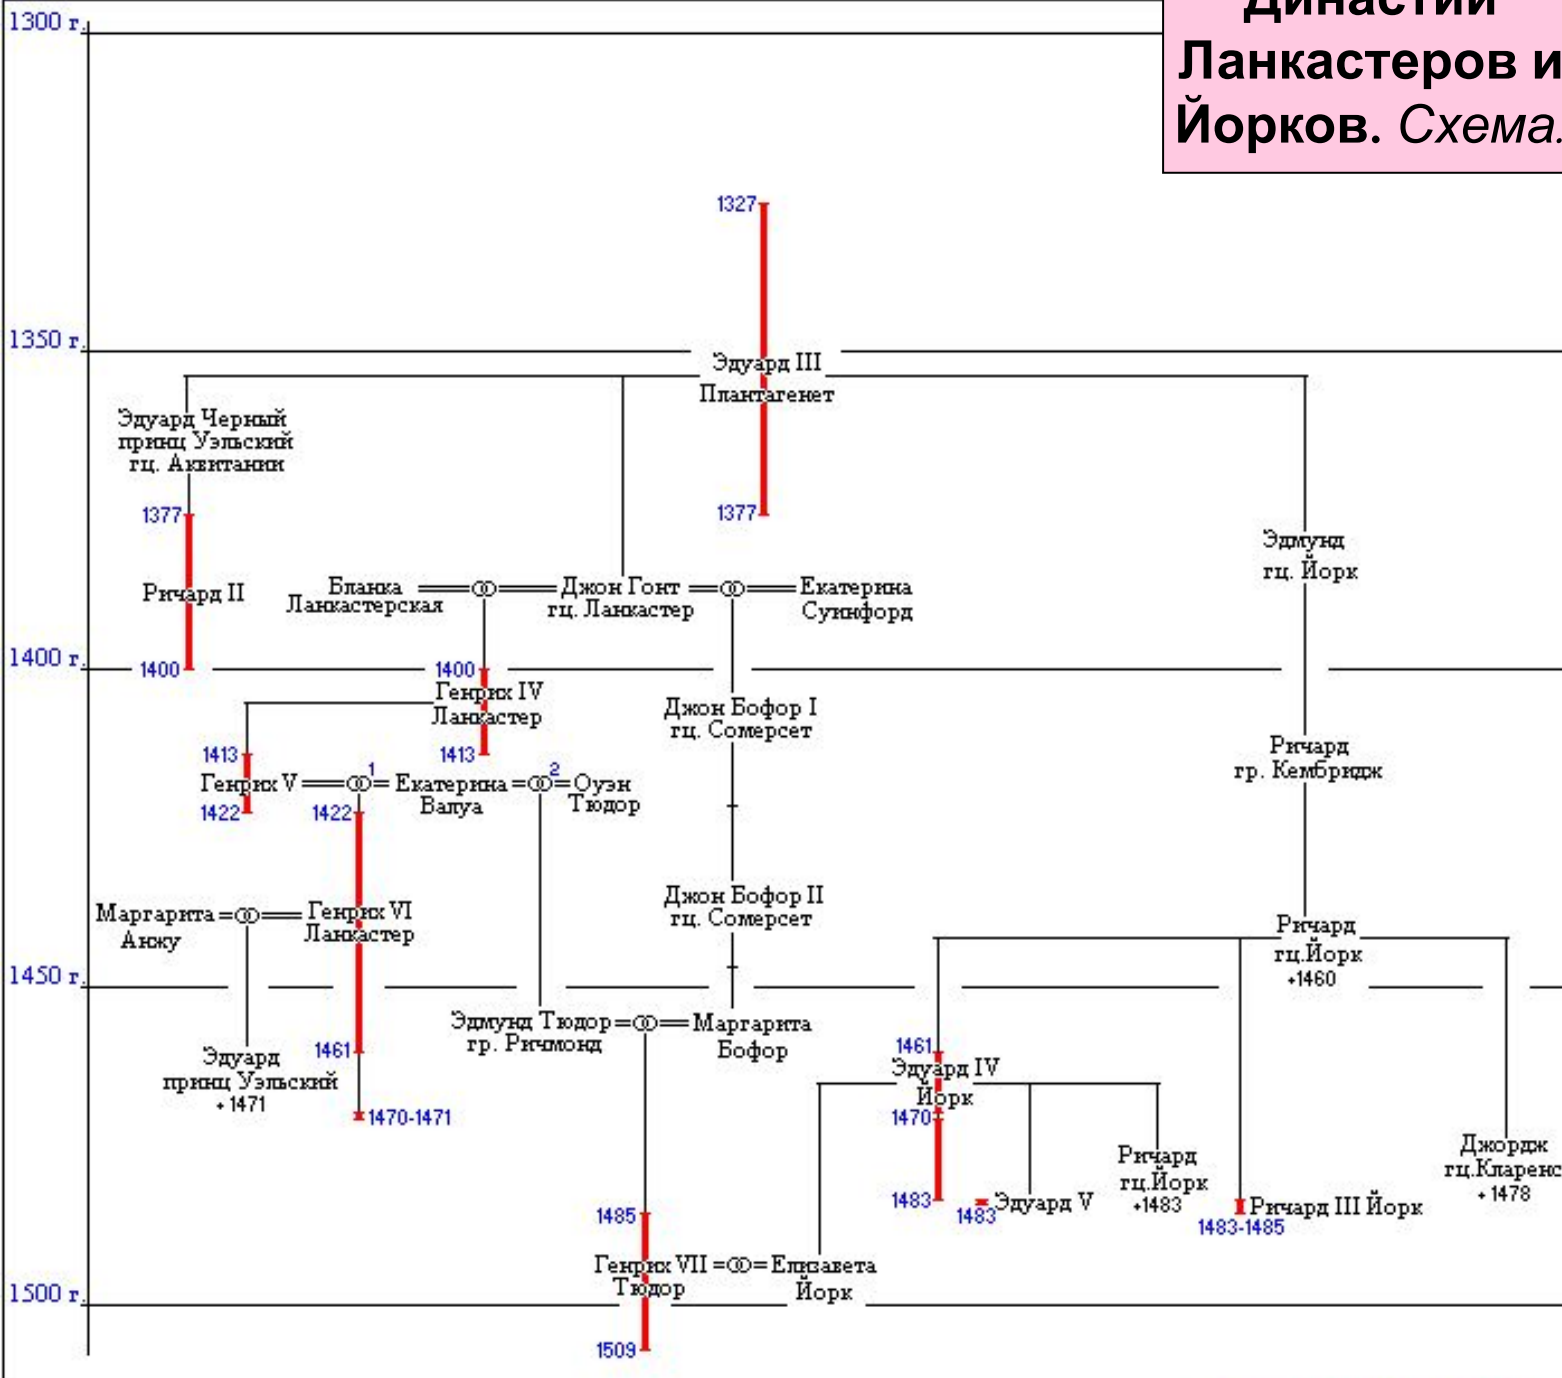 1300 г.
Династии
Ланкастеров и
Йорков. Схема.
1327
1350 г.
Эдуард III
Плантагенет
Эдуард Черный
принц Уэльский
гц. Аквитании
1377
1377
Эдмунд
гц. Йорк
Ричард II
Бланка
Ланкастерская
Джон Гонт
гц. Ланкастер
Екатерина
Суинфорд
1400 г.
1400
1400
Генрих IV
Ланкастер
1413
Джон Бофор I
гц. Сомерсет
Ричард
гр. Кембридж
1413
Генрих V
1422
1
Екатерина
Валуа
2
Оуэн
Тюдор
1422
Маргарита
Анжу
Генрих VI
Ланкастер
Джон Бофор II
гц. Сомерсет
Ричард
гц.Йорк
+1460
1450 г.
Эдмунд Тюдор
гр. Ричмонд
Маргарита
Бофор
1461
1461
Эдуард IV
Йорк
1470
Эдуард
принц Уэльский
+1471
1470-1471
Ричард
гц.Йорк
+1483
Джордж
гц.Кларенс
+1478
1483
1483
Эдуард V
Ричард III Йорк
1483-1485
1485
Генрих VII
Тюдор
Елизавета
Йорк
1500 г.
1509